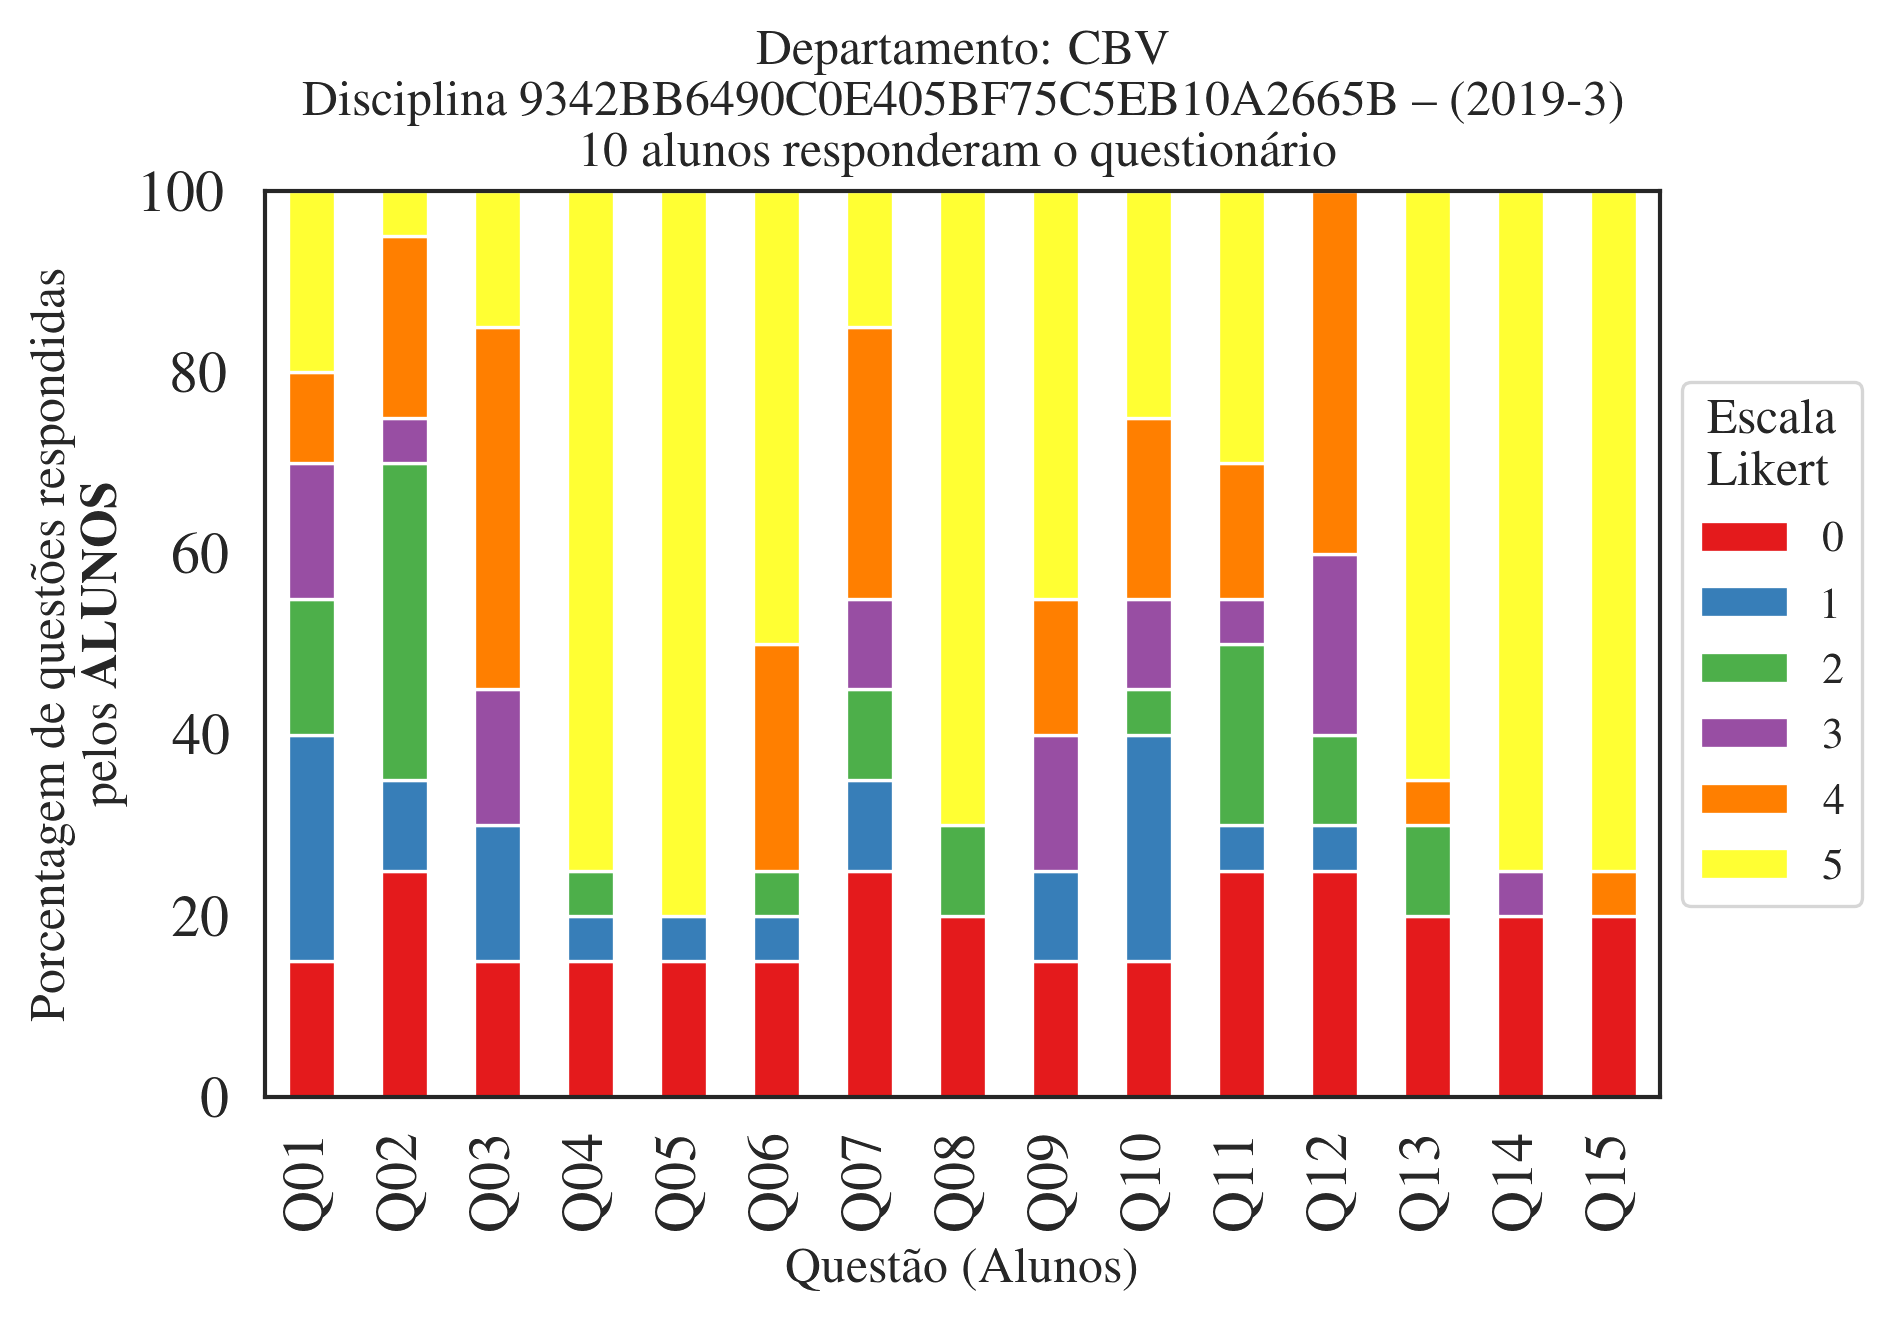 Departamento: CBV
Disciplina 9342BB6490C0E405BF75C5EB10A2665B – (2019-3)
10 alunos responderam o questionário
Porcentagem de questões respondidas
pelos ALUNOS
100
80
60
40
20
0
Q01
Q02
Q03
Q04
Q05
Q06
Q07
Q08
Q09
Q10
Q11
Q12
Q13
Q14
Q15
Questão (Alunos)
Escala
Likert
0
1
2
3
4
5